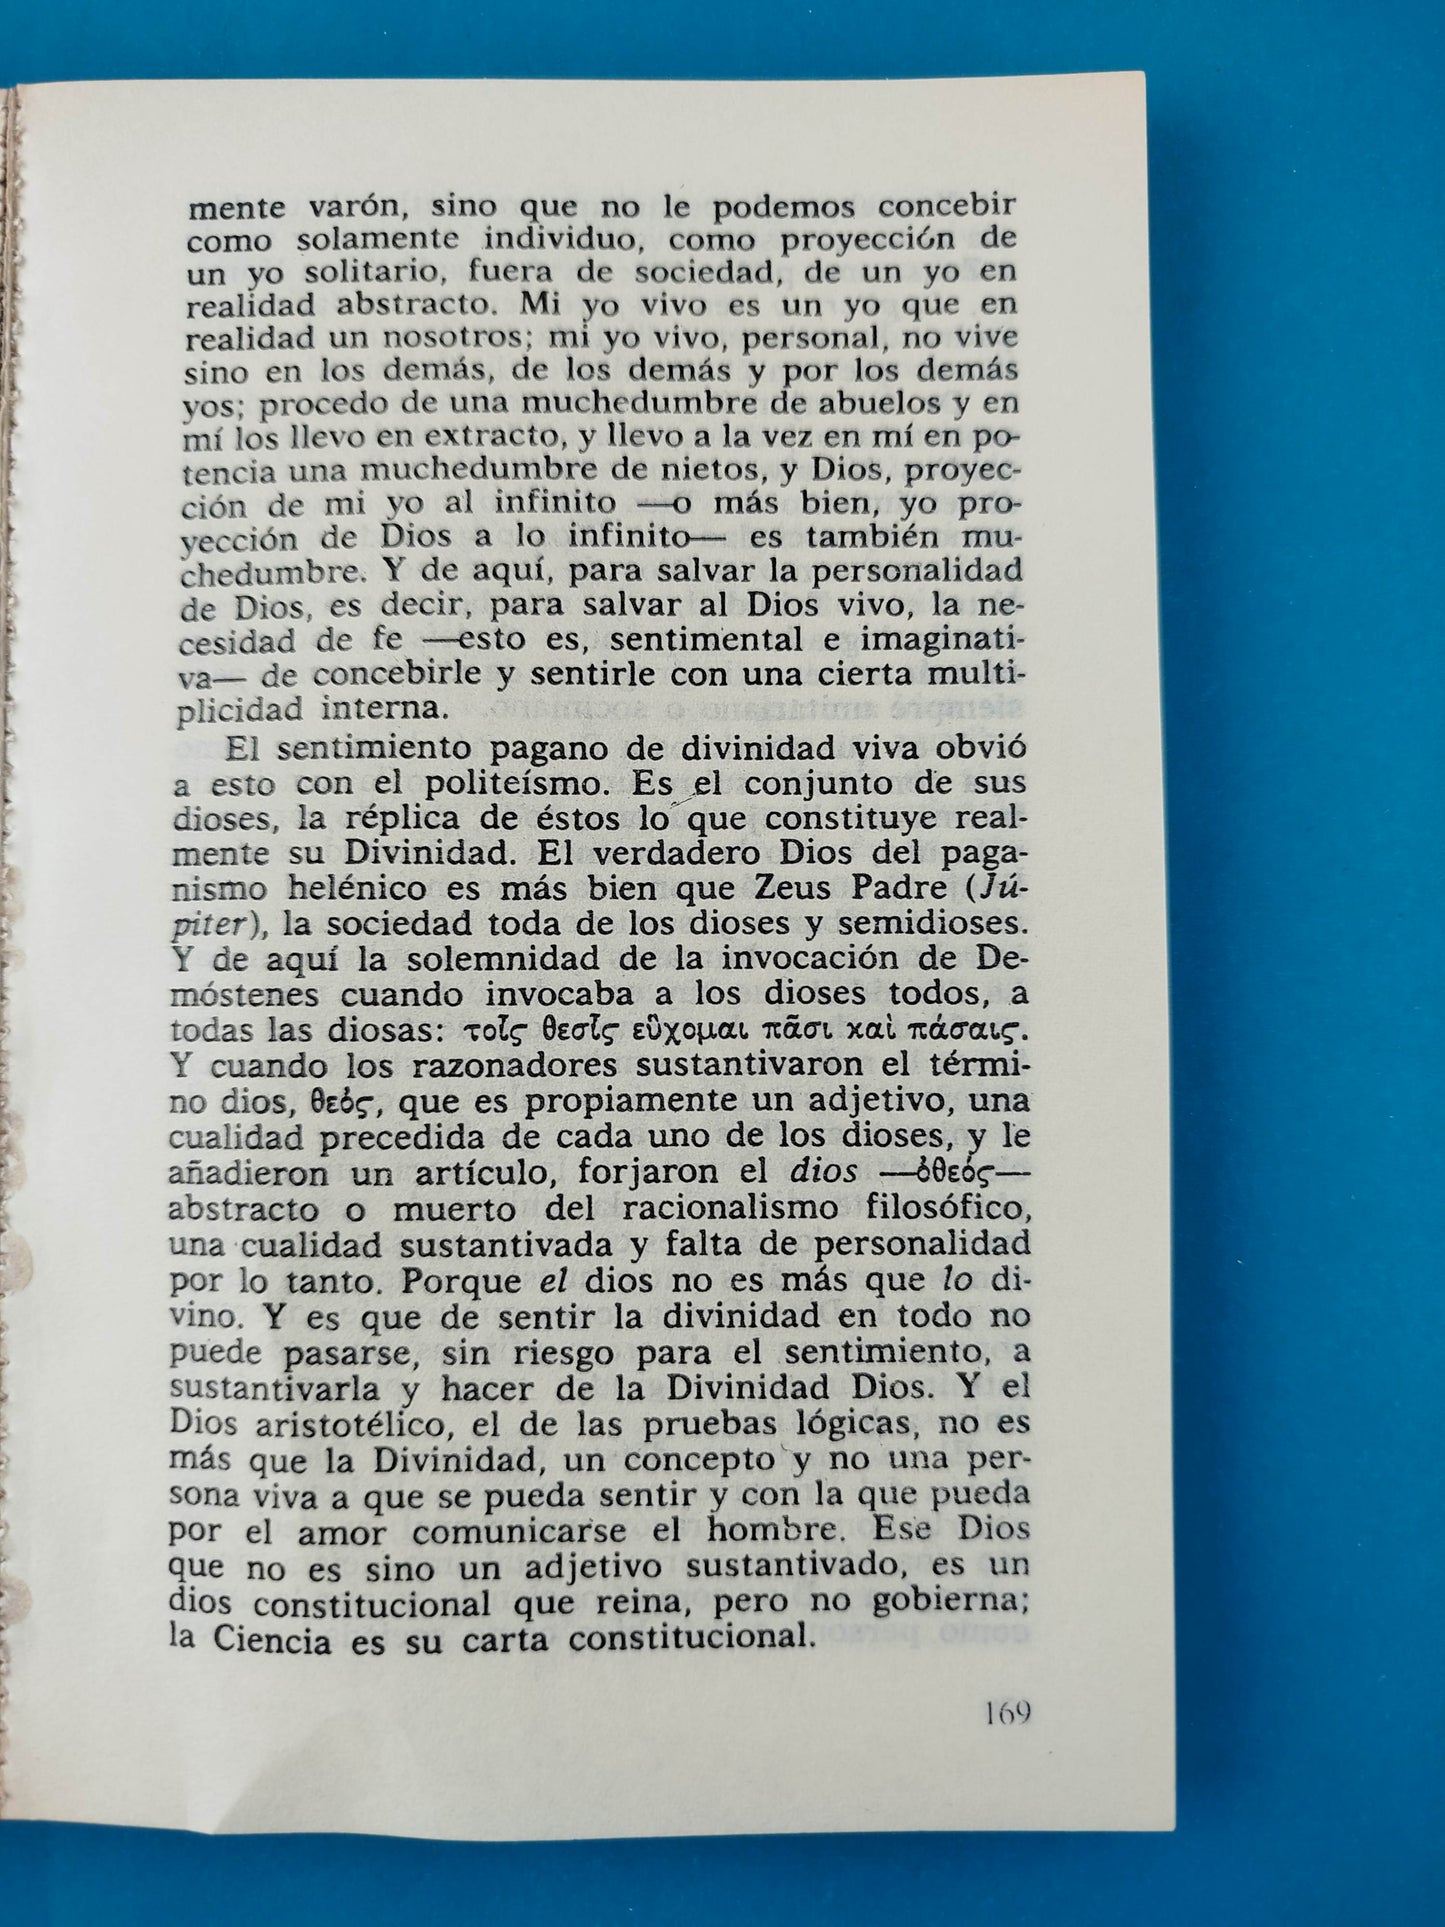 mente varón, sino que no le podemos concebir
como solamente individuo, como proyección de
un yo solitario, fuera de sociedad, de un yo en
realidad abstracto. Mi yo vivo es un yo que en
realidad un nosotros; mi yo vivo, personal, no vive
sino en los demás, de los demás y por los demás
yos; procedo de una muchedumbre de abuelos y en
mí los llevo en extracto, y llevo a la vez en mí en po-
tencia una muchedumbre de nietos, y Dios, proyec-
ción de mi yo al infinito —o más bien, yo pro-
yección de Dios a lo infinito— es también mu-
chedumbre. Y de aquí, para salvar la personalidad
de Dios, es decir, para salvar al Dios vivo, la ne-
cesidad de fe —esto es, sentimental e imaginati-
va— de concebirle y sentirle con una cierta multi-
plicidad interna.
El sentimiento pagano de divinidad viva obvió
a esto con el politeísmo. Es el conjunto de sus
dioses, la réplica de éstos lo que constituye real-
mente su Divinidad. El verdadero Dios del paga-
nismo helénico es más bien que Zeus Padre (Jú-
piter), la sociedad toda de los dioses y semidioses.
Y de aquí la solemnidad de la invocación de De-
móstenes cuando invocaba a los dioses todos, a
todas las diosas: τοῖς θεσῖς εὔχομαι πᾶσι καὶ πάσαις.
Y cuando los razonadores sustantivaron el térmi-
no dios, θεός, que es propiamente un adjetivo, una
cualidad precedida de cada uno de los dioses, y le
añadieron un artículo, forjaron el dios —ὁθεός—
abstracto o muerto del racionalismo filosófico,
una cualidad sustantivada y falta de personalidad
por lo tanto. Porque el dios no es más que lo di-
vino. Y es que de sentir la divinidad en todo no
puede pasarse, sin riesgo para el sentimiento, a
sustantivarla y hacer de la Divinidad Dios. Y el
Dios aristotélico, el de las pruebas lógicas, no es
más que la Divinidad, un concepto y no una per-
sona viva a que se pueda sentir y con la que pueda
por el amor comunicarse el hombre. Ese Dios
que no es sino un adjetivo sustantivado, es un
dios constitucional que reina, pero no gobierna;
la Ciencia es su carta constitucional.
169